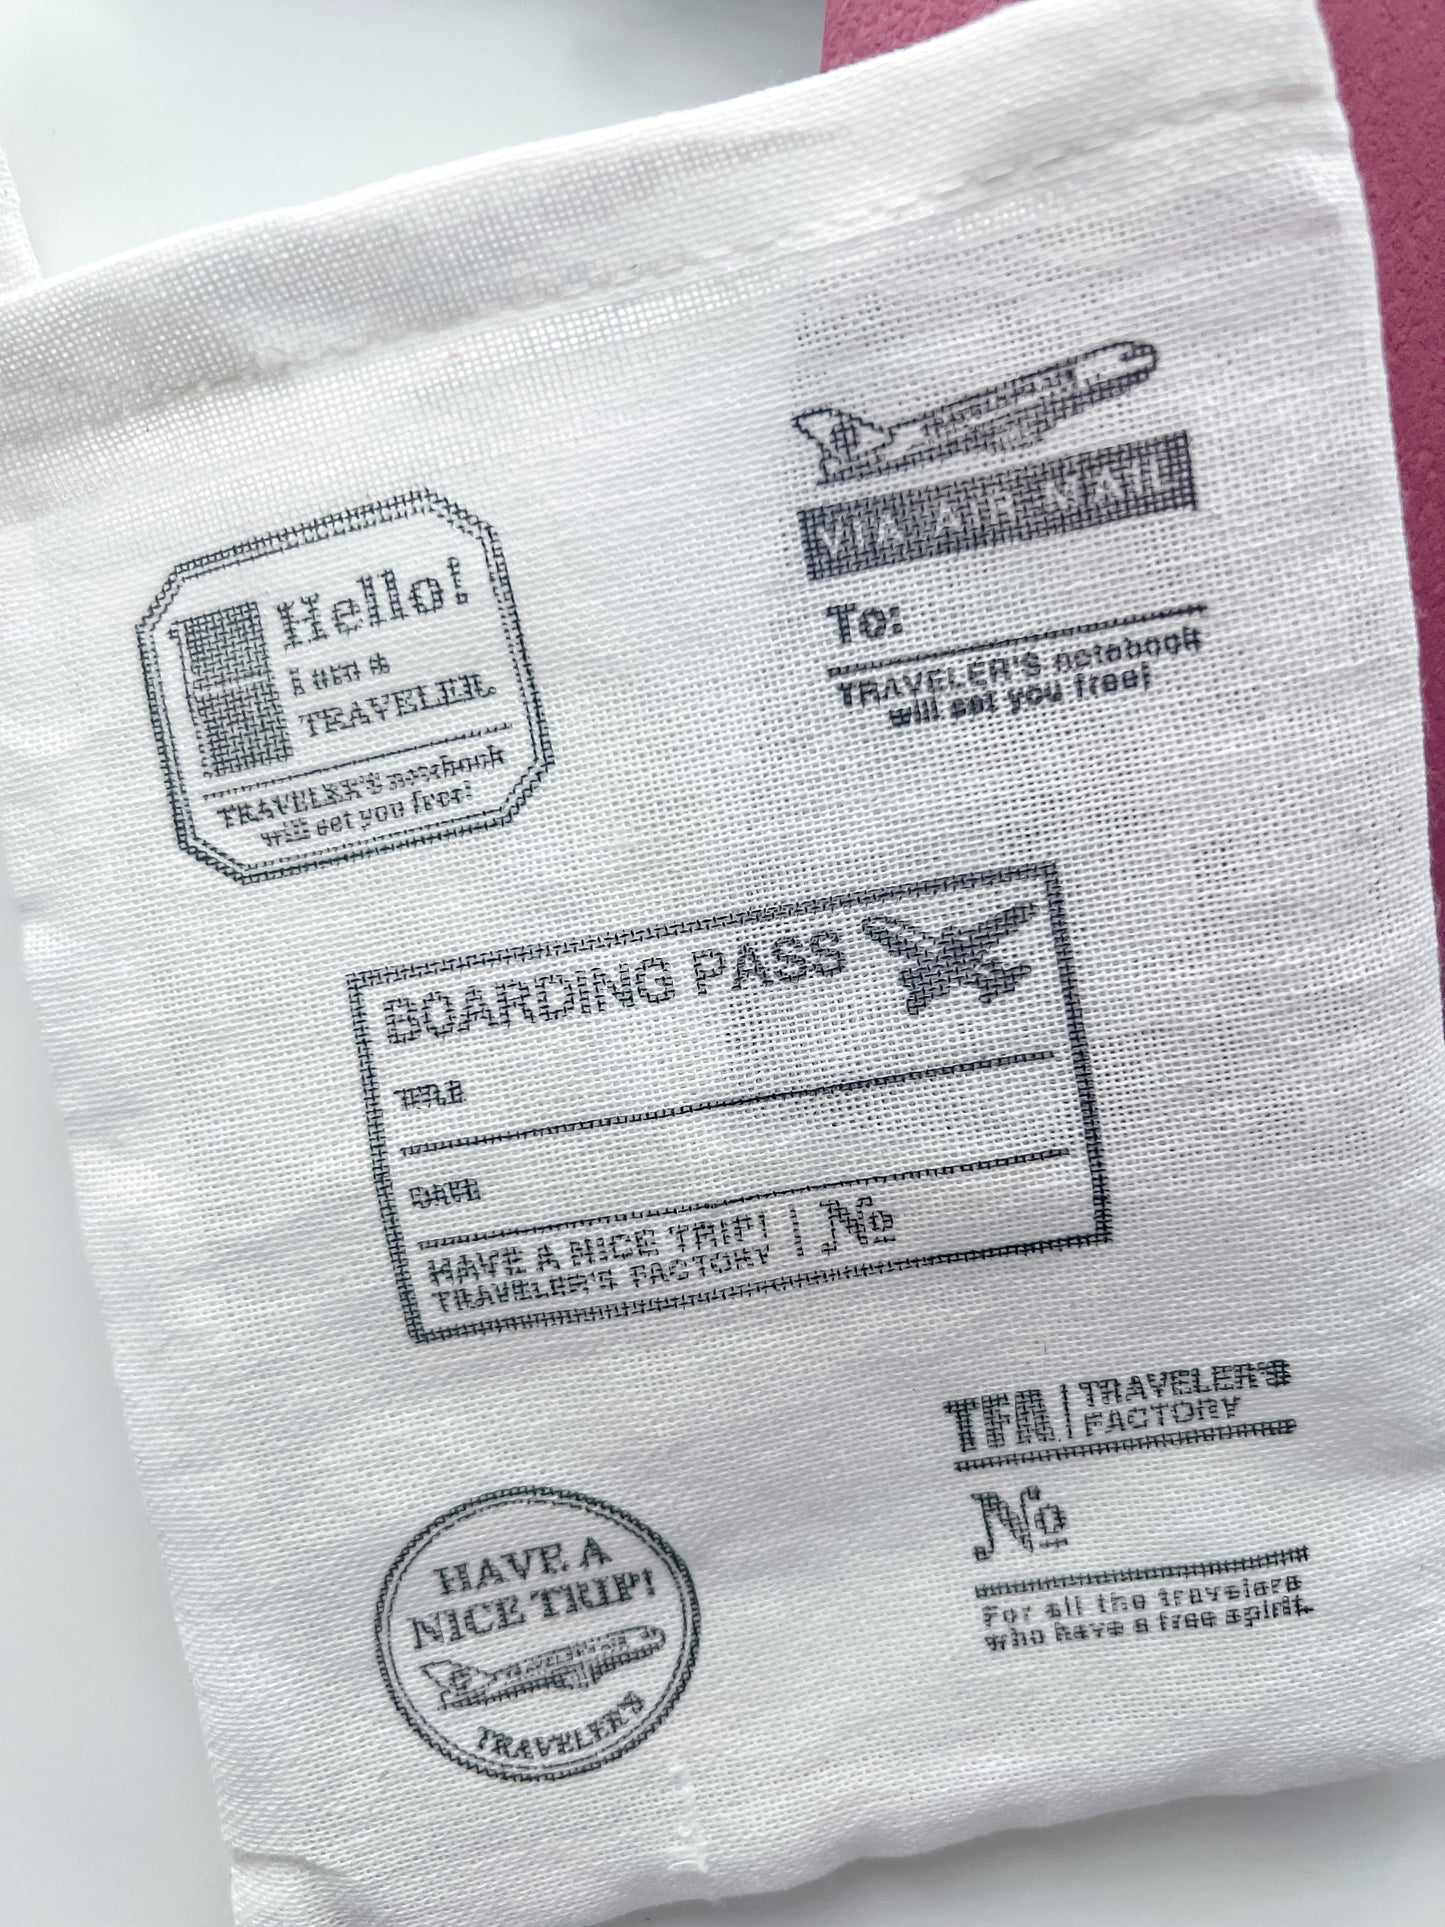 Hello!
I am a
TRAVELER.
TRAVELER'S notebook
will set you free!
VIA AIR MAIL
To:
TRAVELER'S notebook
will set you free!
BOARDING PASS
TITLE
DATE
HAVE A NICE TRIP! | №
TRAVELER'S FACTORY
TFA | TRAVELER'S
FACTORY
№
For all the travelers
who have a free spirit.
HAVE A
NICE TRIP!
TRAVELER'S